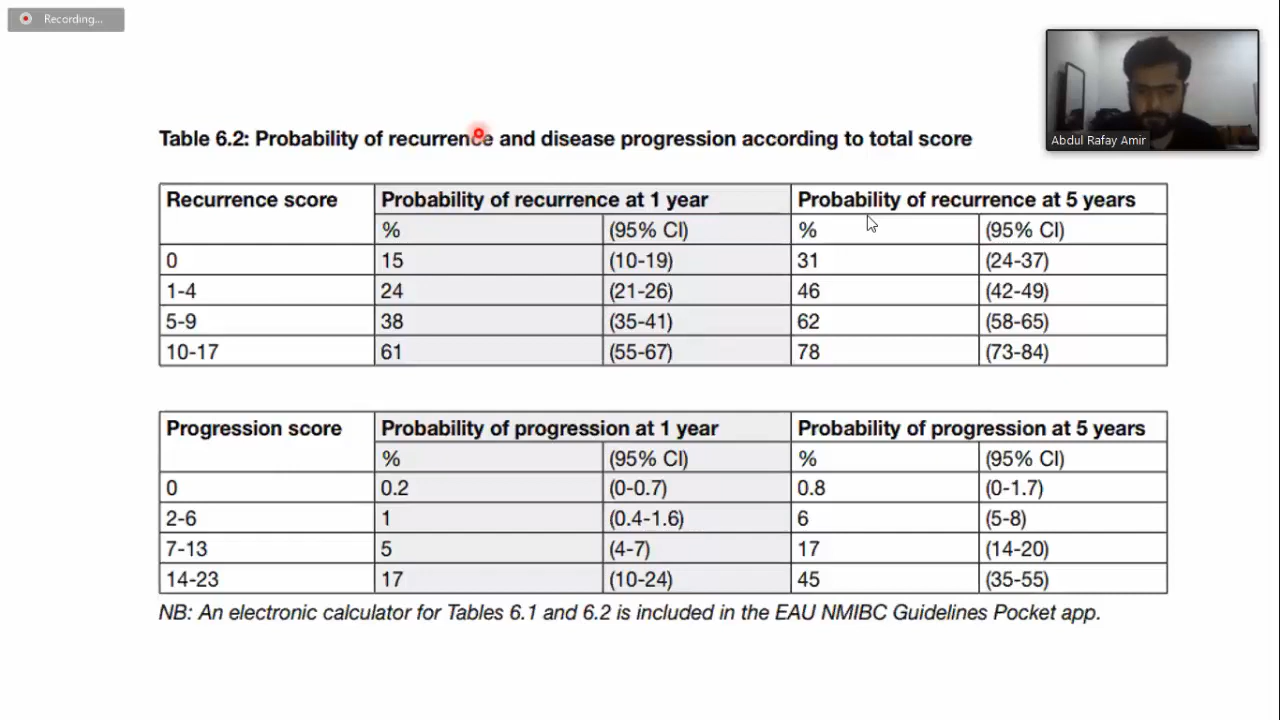 Recording...
Abdul Rafay Amir
Table 6.2: Probability of recurrence and disease progression according to total score
Recurrence score Probability of recurrence at 1 year Probability of recurrence at 5 years
% (95% CI) % (95% CI)
0 15 (10-19) 31 (24-37)
1-4 24 (21-26) 46 (42-49)
5-9 38 (35-41) 62 (58-65)
10-17 61 (55-67) 78 (73-84)
Progression score Probability of progression at 1 year Probability of progression at 5 years
% (95% CI) % (95% CI)
0 0.2 (0-0.7) 0.8 (0-1.7)
2-6 1 (0.4-1.6) 6 (5-8)
7-13 5 (4-7) 17 (14-20)
14-23 17 (10-24) 45 (35-55)
NB: An electronic calculator for Tables 6.1 and 6.2 is included in the EAU NMIBC Guidelines Pocket app.